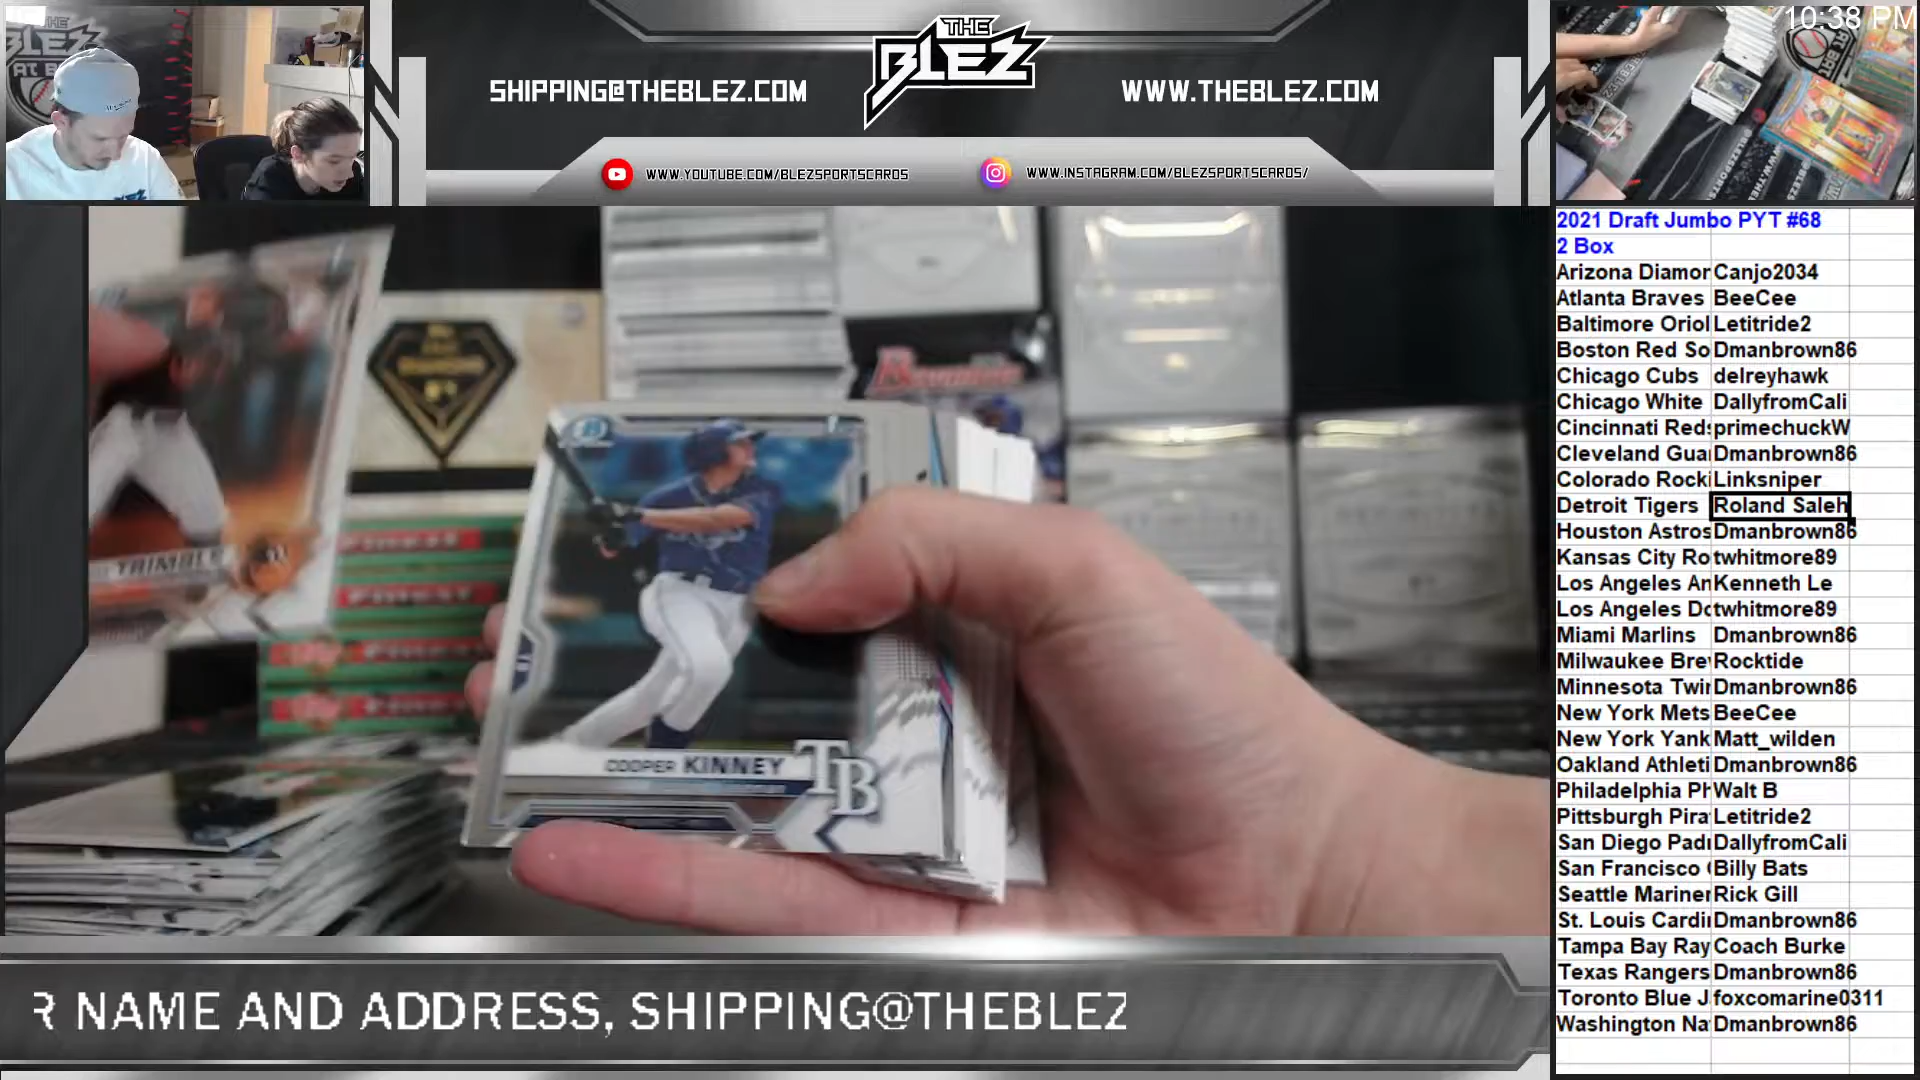 10:38 PM
THE
BLEZ
SHIPPING@THEBLEZ.COM
WWW.THEBLEZ.COM
WWW.YOUTUBE.COM/BLEZSPORTSCARDS
WWW.INSTAGRAM.COM/BLEZSPORTSCARDS/
2021 Draft Jumbo PYT #68
2 Box
Arizona Diamor Canjo2034
Atlanta Braves BeeCee
Baltimore Oriol Letitride2
Boston Red So Dmanbrown86
Chicago Cubs delreyhawk
Chicago White DallyfromCali
Cincinnati Reds primechuckW
Cleveland Gua Dmanbrown86
Colorado Rocki Linksniper
Detroit Tigers Roland Saleh
Houston Astros Dmanbrown86
Kansas City Ro twhitmore89
Los Angeles An Kenneth Le
Los Angeles Do twhitmore89
Miami Marlins Dmanbrown86
Milwaukee Brew Rocktide
Minnesota Twin Dmanbrown86
New York Mets BeeCee
New York Yank Matt_wilden
Oakland Athleti Dmanbrown86
Philadelphia Ph Walt B
Pittsburgh Pira Letitride2
San Diego Padr DallyfromCali
San Francisco Billy Bats
Seattle Mariner Rick Gill
St. Louis Cardi Dmanbrown86
Tampa Bay Ray Coach Burke
Texas Rangers Dmanbrown86
Toronto Blue J foxcomarine0311
Washington Na Dmanbrown86
TRIMBLE
Bowman
COOPER KINNEY
TB
R NAME AND ADDRESS, SHIPPING@THEBLEZ